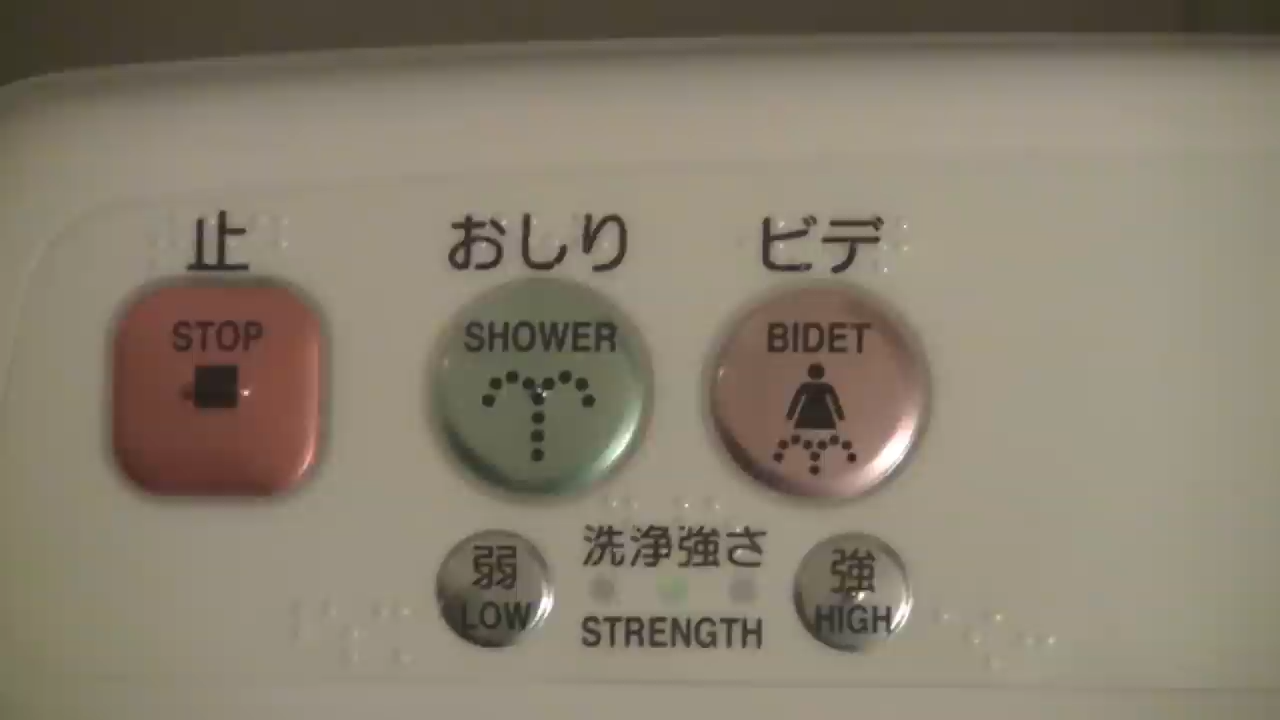 止
おしり
ビデ
STOP
SHOWER
BIDET
洗浄強さ
弱
LOW
強
HIGH
STRENGTH